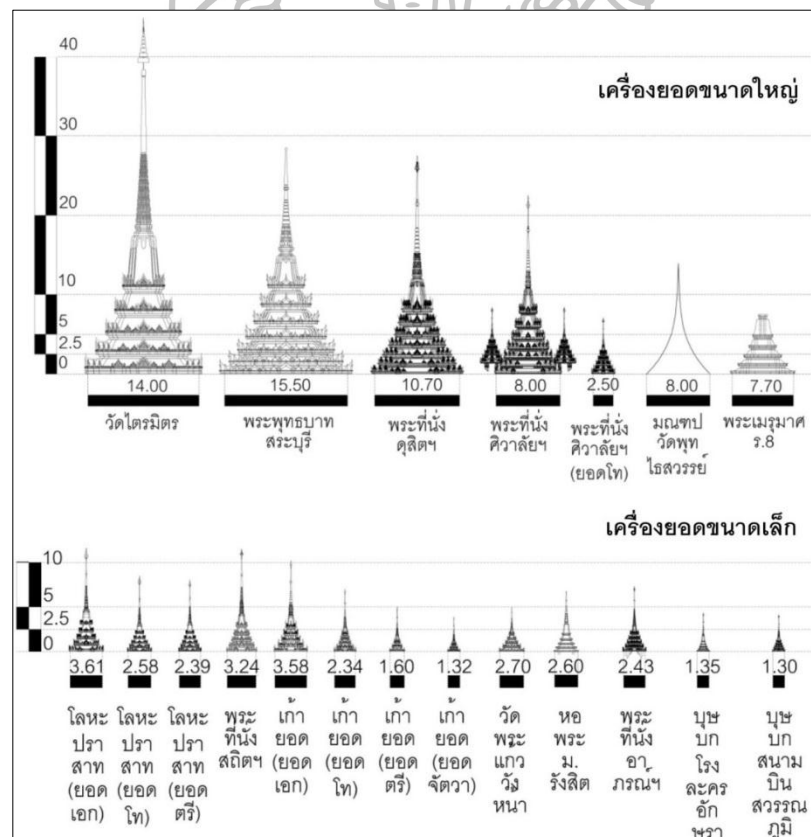 เครื่องยอดขนาดใหญ่
40
30
20
10
5
2.5
0
14.00 15.50 10.70 8.00 2.50 8.00 7.70
วัดไตรมิตร
พระพุทธบาท
สระบุรี
พระที่นั่ง
ดุสิตฯ
พระที่นั่ง
ศิวาลัยฯ
พระที่นั่ง
ศิวาลัยฯ
(ยอดโท)
มณฑป
วัดพุท
ไธสวรรย์
พระเมรุมาศ
ร.8
เครื่องยอดขนาดเล็ก
10
5
2.5
0
3.61 2.58 2.39 3.24 3.58 2.34 1.60 1.32 2.70 2.60 2.43 1.35 1.30
โลหะ
ปรา
สาท
(ยอด
เอก)
โลหะ
ปรา
สาท
(ยอด
โท)
โลหะ
ปรา
สาท
(ยอด
ตรี)
พระ
ที่นั่ง
สถิตฯ
เก้า
ยอด
(ยอด
เอก)
เก้า
ยอด
(ยอด
โท)
เก้า
ยอด
(ยอด
ตรี)
เก้า
ยอด
(ยอด
จัตวา)
วัด
พระ
แก้ว
วัง
หนา
หอ
พระ
ม.
รังสิต
พระ
ที่นั่ง
อา
ภรณ์ฯ
บุษ
บก
โรง
ละคร
อัก
ษรา
บุษ
บก
สนาม
บิน
สวรรณ
ภูมิ